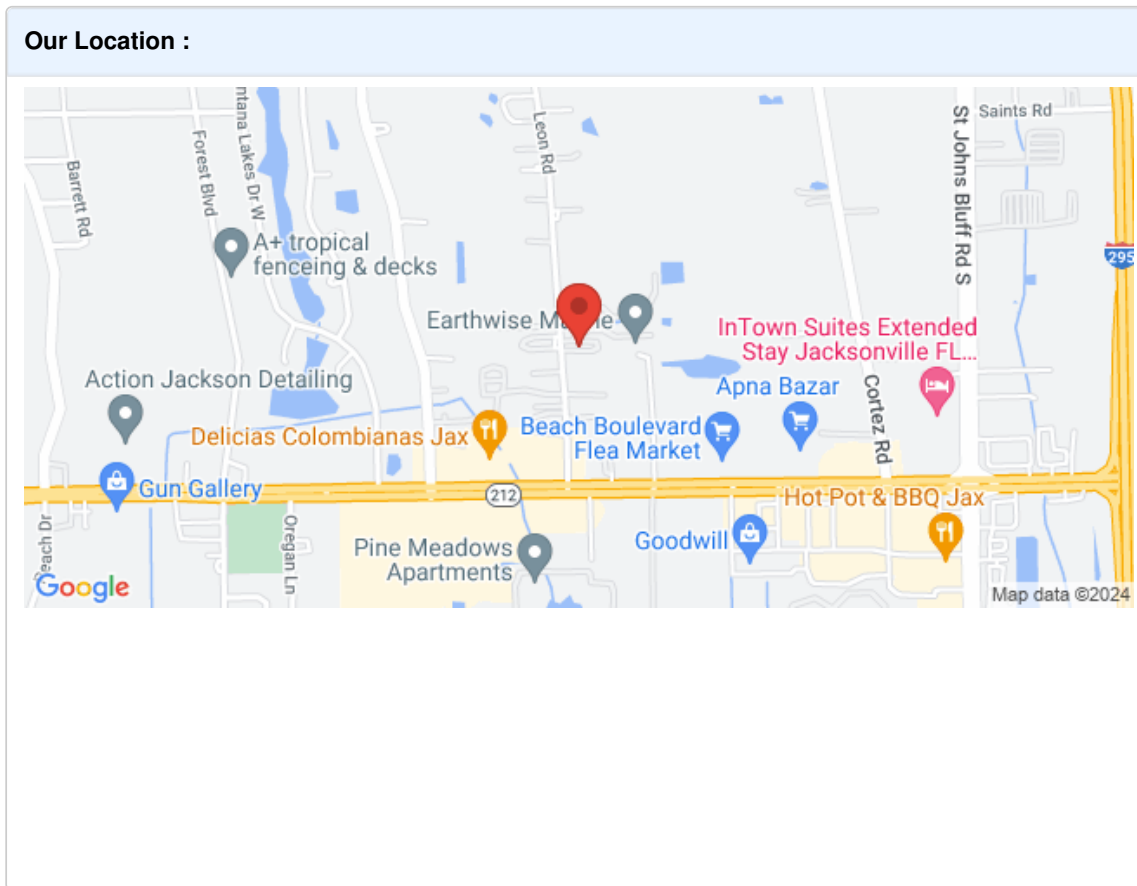 Our Location :
Saints Rd
St Johns Bluff Rd S
Leon Rd
Forest Blvd
ntana Lakes Dr W
Barrett Rd
A+ tropical
fenceing & decks
295
Earthwise
InTown Suites Extended
Stay Jacksonville FL...
Action Jackson Detailing
Apna Bazar
Cortez Rd
Delicias Colombianas Jax
Beach Boulevard
Flea Market
Gun Gallery
212
Hot Pot & BBQ Jax
Oregan Ln
Goodwill
Pine Meadows
Apartments
Google
Map data ©2024